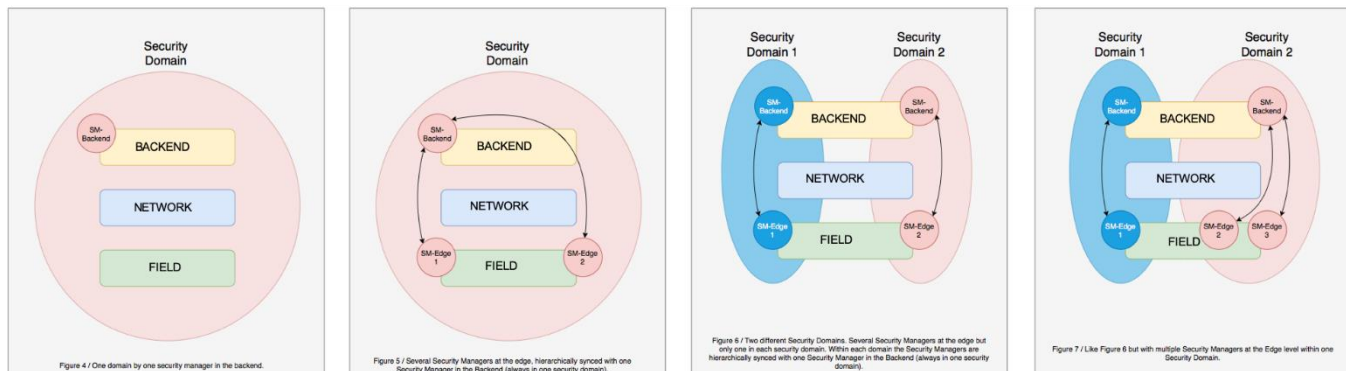 Security
Domain
SM-
Backend
BACKEND
NETWORK
FIELD
Figure 4 / One domain by one security manager in the backend.
Security
Domain
SM-
Backend
BACKEND
NETWORK
SM-Edge
1
FIELD
SM-Edge
2
Figure 5 / Several Security Managers at the edge, hierarchically synced with one
Security Manager in the Backend (always in one security domain).
Security
Domain 1
Security
Domain 2
SM-
Backend
BACKEND
SM-
Backend
NETWORK
SM-Edge
1
FIELD
SM-Edge
2
Figure 6 / Two different Security Domains. Several Security Managers at the edge but
only one in each security domain. Within each domain the Security Managers are
hierarchically synced with one Security Manager in the Backend (always in one security
domain).
Security
Domain 1
Security
Domain 2
SM-
Backend
BACKEND
SM-
Backend
NETWORK
SM-Edge
1
FIELD
SM-Edge
2
SM-Edge
3
Figure 7 / Like Figure 6 but with multiple Security Managers at the Edge level within one
Security Domain.